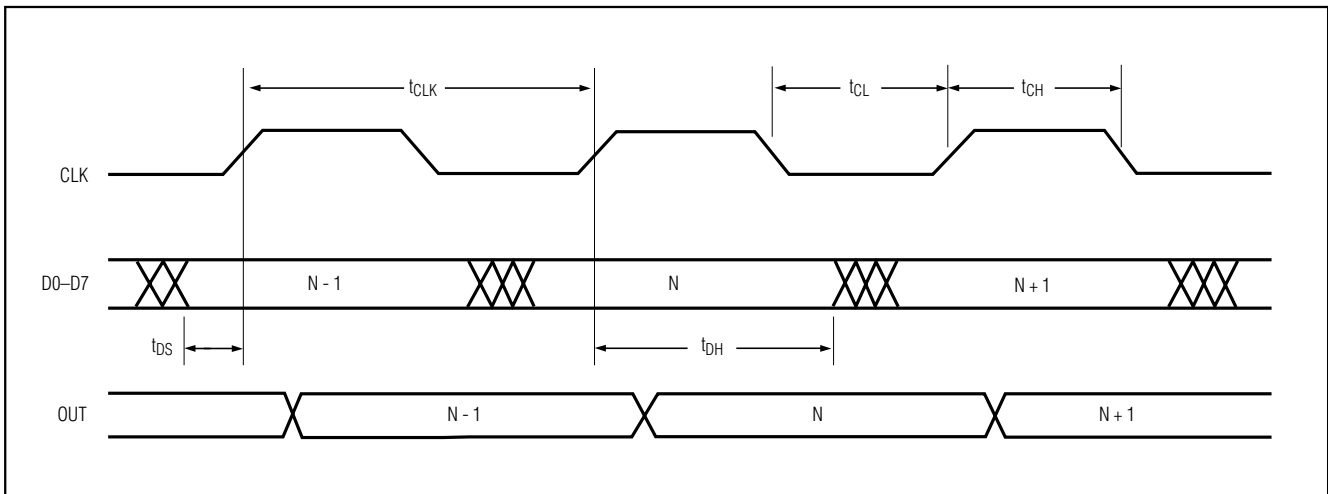 tCLK
tCL
tCH
CLK
D0–D7
N - 1
N
N + 1
tDS
tDH
OUT
N - 1
N
N + 1